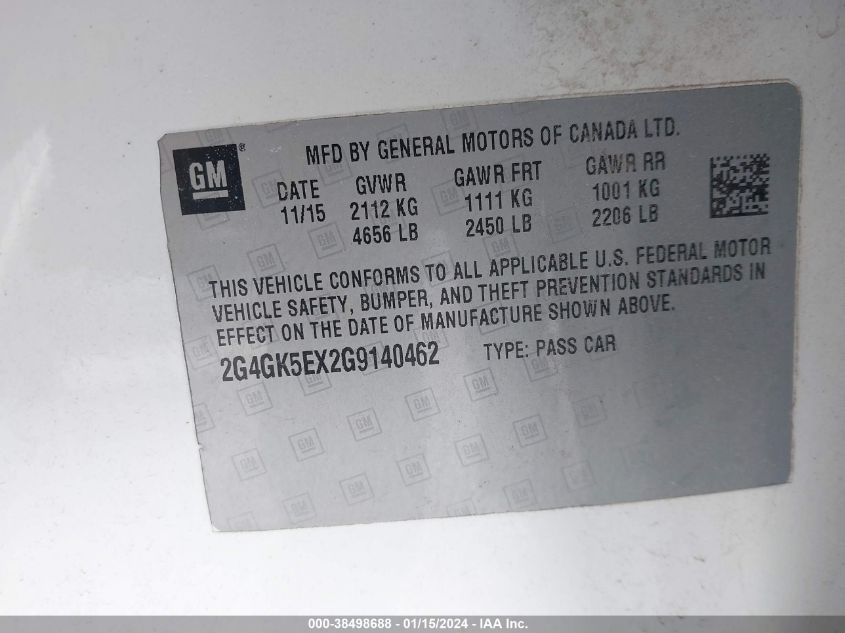 MFD BY GENERAL MOTORS OF CANADA LTD.
GM®
DATE GVWR GAWR FRT GAWR RR
11/15 2112 KG 1111 KG 1001 KG
4656 LB 2450 LB 2206 LB
THIS VEHICLE CONFORMS TO ALL APPLICABLE U.S. FEDERAL MOTOR
VEHICLE SAFETY, BUMPER, AND THEFT PREVENTION STANDARDS IN
EFFECT ON THE DATE OF MANUFACTURE SHOWN ABOVE.
2G4GK5EX2G9140462 TYPE: PASS CAR
000-38498688 - 01/15/2024 - IAA Inc.